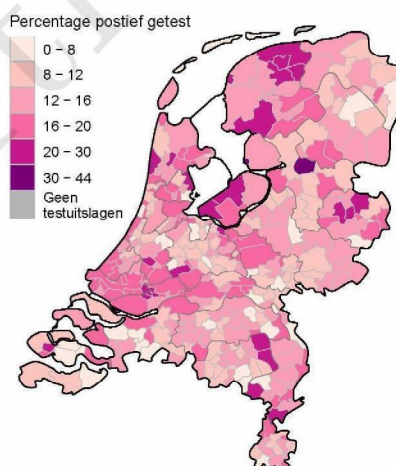 Percentage postief getest
0 – 8
8 – 12
12 – 16
16 – 20
20 – 30
30 – 44
Geen
testuitslagen